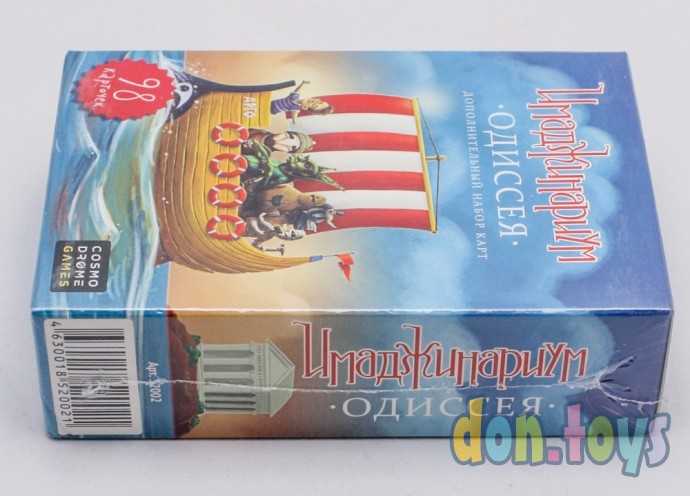 Имаджинариум
· ОДИССЕЯ ·
ДОПОЛНИТЕЛЬНЫЙ НАБОР КАРТ
АРГО
98
карточек
COSMO
DROME
GAMES
Имаджинариум
· ОДИССЕЯ ·
Арт. 52002
4630018520021
don.toys